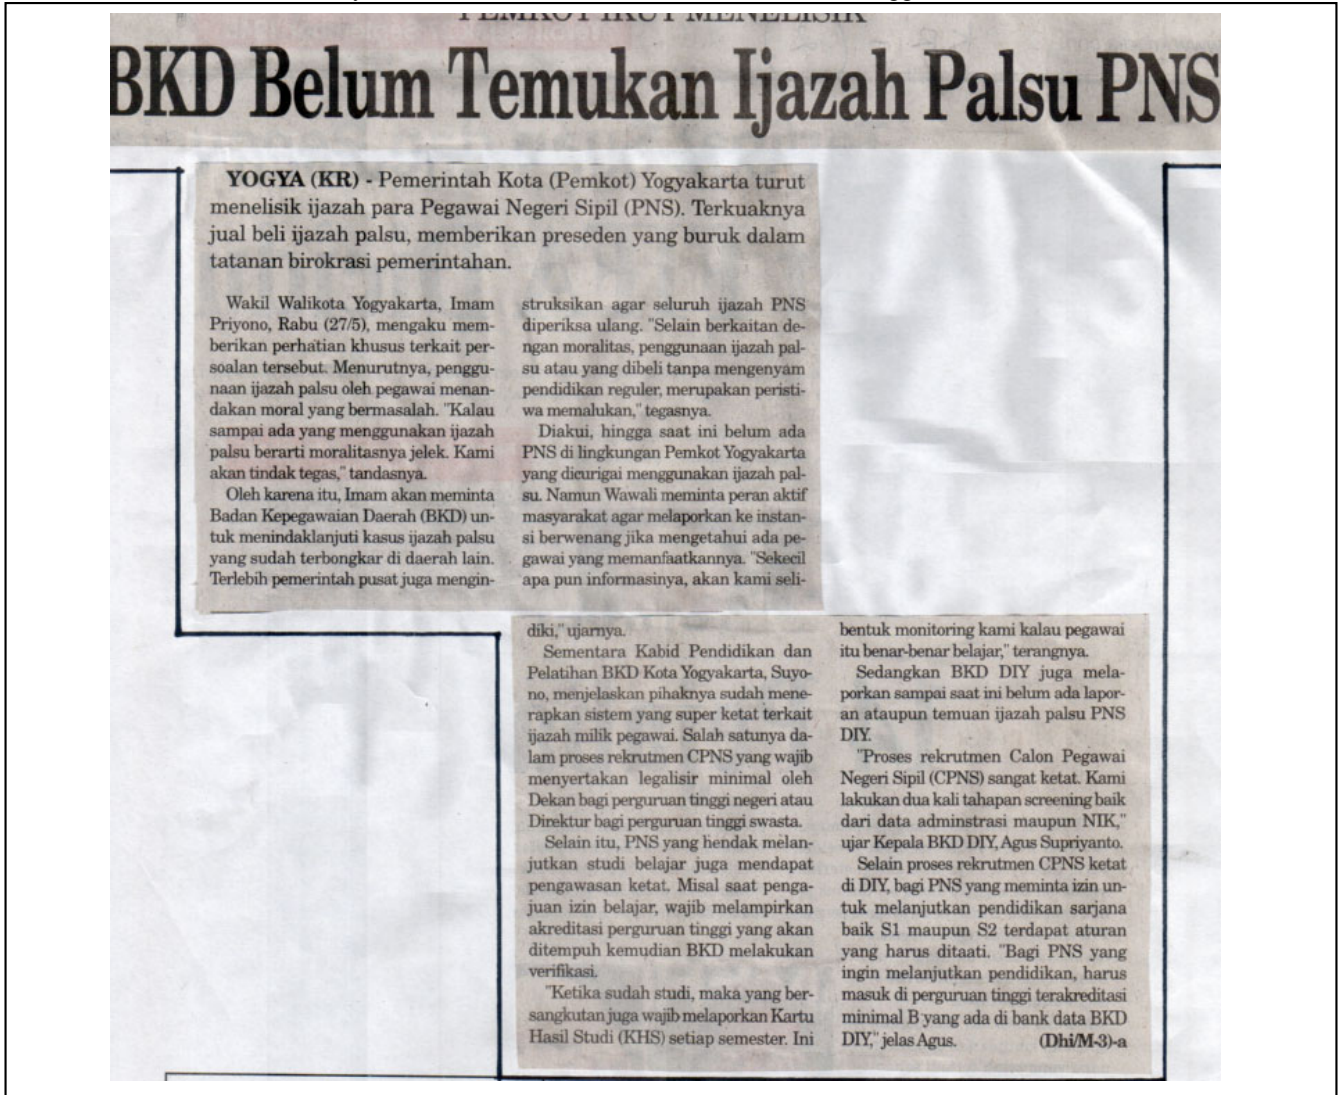 PEMKOT IKUT MENELISIK
BKD Belum Temukan Ijazah Palsu PNS
YOGYA (KR) - Pemerintah Kota (Pemkot) Yogyakarta turut
menelisik ijazah para Pegawai Negeri Sipil (PNS). Terkuaknya
jual beli ijazah palsu, memberikan preseden yang buruk dalam
tatanan birokrasi pemerintahan.
Wakil Walikota Yogyakarta, Imam
Priyono, Rabu (27/5), mengaku mem-
berikan perhatian khusus terkait per-
soalan tersebut. Menurutnya, penggu-
naan ijazah palsu oleh pegawai menan-
dakan moral yang bermasalah. "Kalau
sampai ada yang menggunakan ijazah
palsu berarti moralitasnya jelek. Kami
akan tindak tegas," tandasnya.
Oleh karena itu, Imam akan meminta
Badan Kepegawaian Daerah (BKD) un-
tuk menindaklanjuti kasus ijazah palsu
yang sudah terbongkar di daerah lain.
Terlebih pemerintah pusat juga mengin-
struksikan agar seluruh ijazah PNS
diperiksa ulang. "Selain berkaitan de-
ngan moralitas, penggunaan ijazah pal-
su atau yang dibeli tanpa mengenyam
pendidikan reguler, merupakan peristi-
wa memalukan," tegasnya.
Diakui, hingga saat ini belum ada
PNS di lingkungan Pemkot Yogyakarta
yang dicurigai menggunakan ijazah pal-
su. Namun Wawali meminta peran aktif
masyarakat agar melaporkan ke instan-
si berwenang jika mengetahui ada pe-
gawai yang memanfaatkannya. "Sekecil
apa pun informasinya, akan kami seli-
diki," ujarnya.
Sementara Kabid Pendidikan dan
Pelatihan BKD Kota Yogyakarta, Suyo-
no, menjelaskan pihaknya sudah mene-
rapkan sistem yang super ketat terkait
ijazah milik pegawai. Salah satunya da-
lam proses rekrutmen CPNS yang wajib
menyertakan legalisir minimal oleh
Dekan bagi perguruan tinggi negeri atau
Direktur bagi perguruan tinggi swasta.
Selain itu, PNS yang hendak melan-
jutkan studi belajar juga mendapat
pengawasan ketat. Misal saat penga-
juan izin belajar, wajib melampirkan
akreditasi perguruan tinggi yang akan
ditempuh kemudian BKD melakukan
verifikasi.
"Ketika sudah studi, maka yang ber-
sangkutan juga wajib melaporkan Kartu
Hasil Studi (KHS) setiap semester. Ini
bentuk monitoring kami kalau pegawai
itu benar-benar belajar," terangnya.
Sedangkan BKD DIY juga mela-
porkan sampai saat ini belum ada lapor-
an ataupun temuan ijazah palsu PNS
DIY.
"Proses rekrutmen Calon Pegawai
Negeri Sipil (CPNS) sangat ketat. Kami
lakukan dua kali tahapan screening baik
dari data adminstrasi maupun NIK,"
ujar Kepala BKD DIY, Agus Supriyanto.
Selain proses rekrutmen CPNS ketat
di DIY, bagi PNS yang meminta izin un-
tuk melanjutkan pendidikan sarjana
baik S1 maupun S2 terdapat aturan
yang harus ditaati. "Bagi PNS yang
ingin melanjutkan pendidikan, harus
masuk di perguruan tinggi terakreditasi
minimal B yang ada di bank data BKD
DIY," jelas Agus. (Dhi/M-3)-a